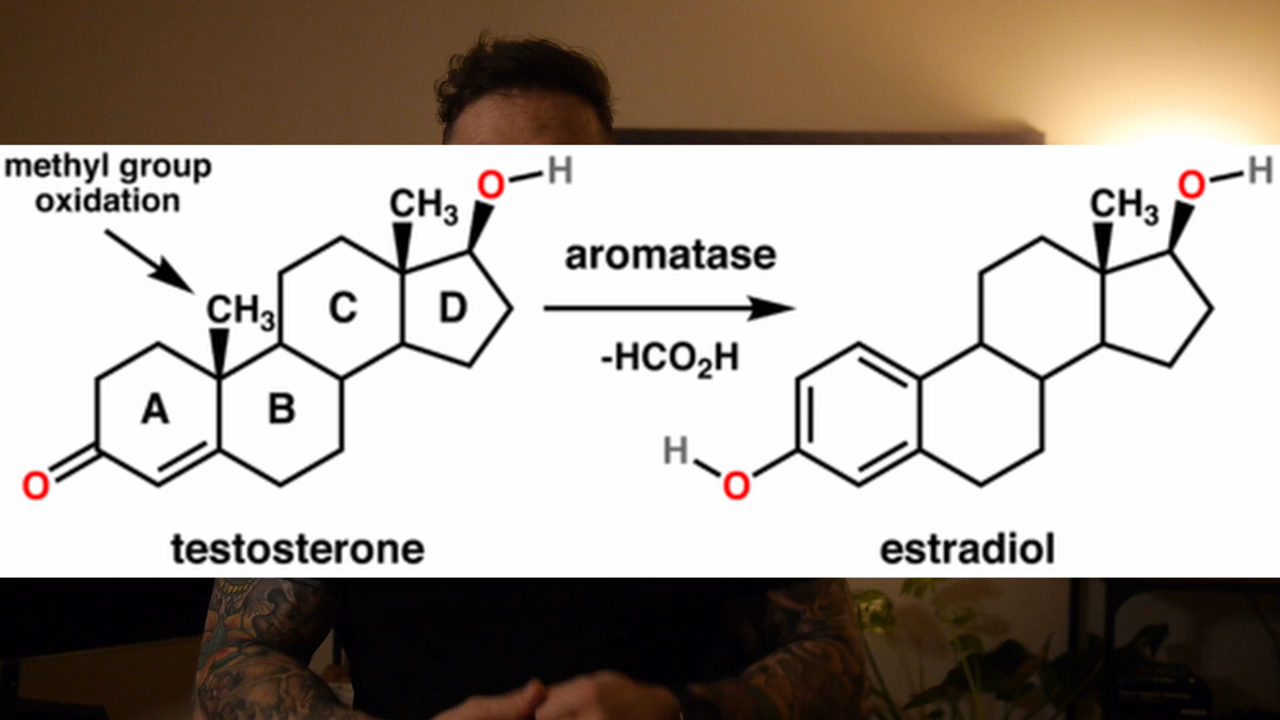 methyl group
oxidation
CH₃
O
H
CH₃
A
B
C
D
O
testosterone
aromatase
-HCO₂H
CH₃
O
H
H
O
estradiol